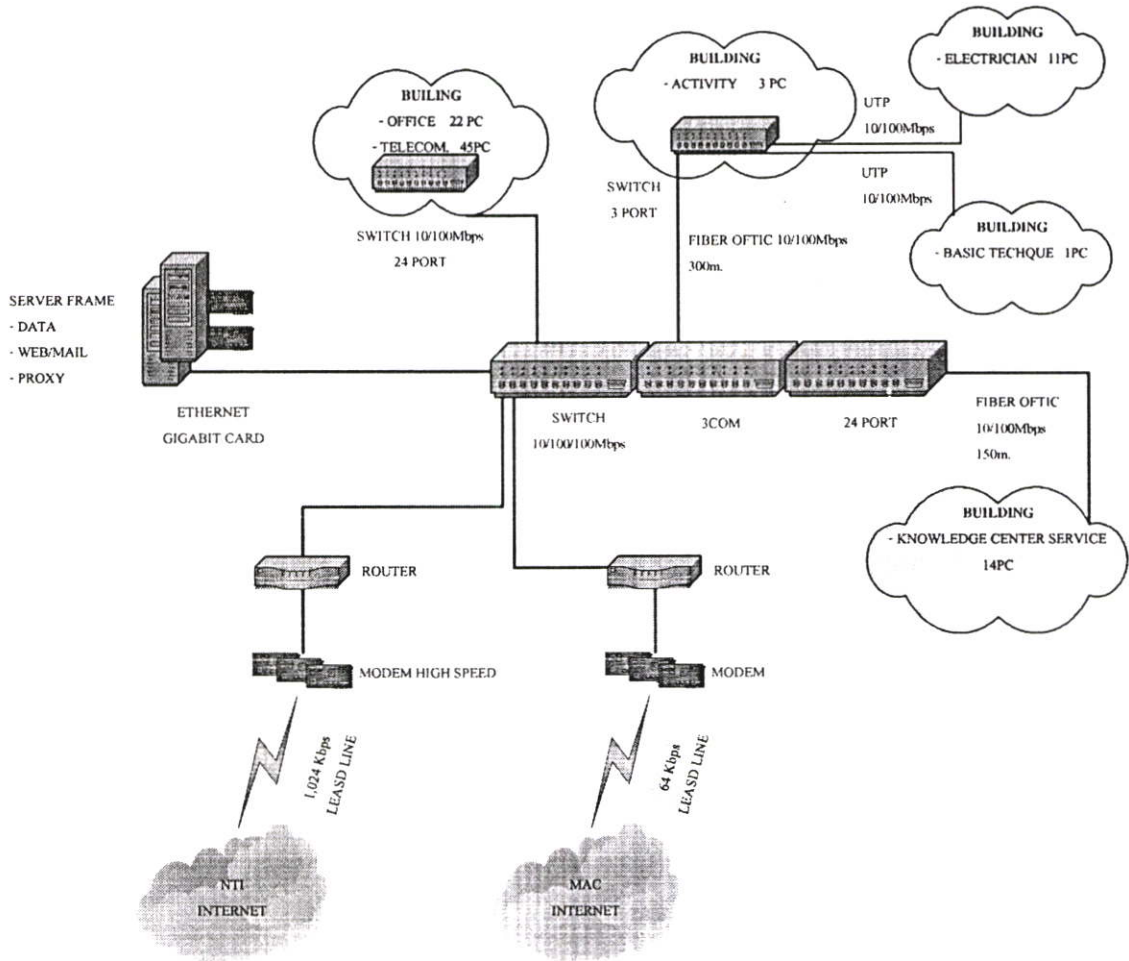 BUILDING
- ELECTRICIAN 11PC
BUILDING
- ACTIVITY 3 PC
BUILING
- OFFICE 22 PC
- TELECOM. 45PC
UTP
10/100Mbps
UTP
10/100Mbps
SWITCH
3 PORT
SWITCH 10/100Mbps
24 PORT
FIBER OFTIC 10/100Mbps
300m.
BUILDING
- BASIC TECHQUE 1PC
SERVER FRAME
- DATA
- WEB/MAIL
- PROXY
ETHERNET
GIGABIT CARD
SWITCH
10/100/100Mbps
3COM
24 PORT
FIBER OFTIC
10/100Mbps
150m.
BUILDING
- KNOWLEDGE CENTER SERVICE
14PC
ROUTER
ROUTER
MODEM HIGH SPEED
MODEM
1,024 Kbps
LEASD LINE
64 Kbps
LEASD LINE
NTI
INTERNET
MAC
INTERNET